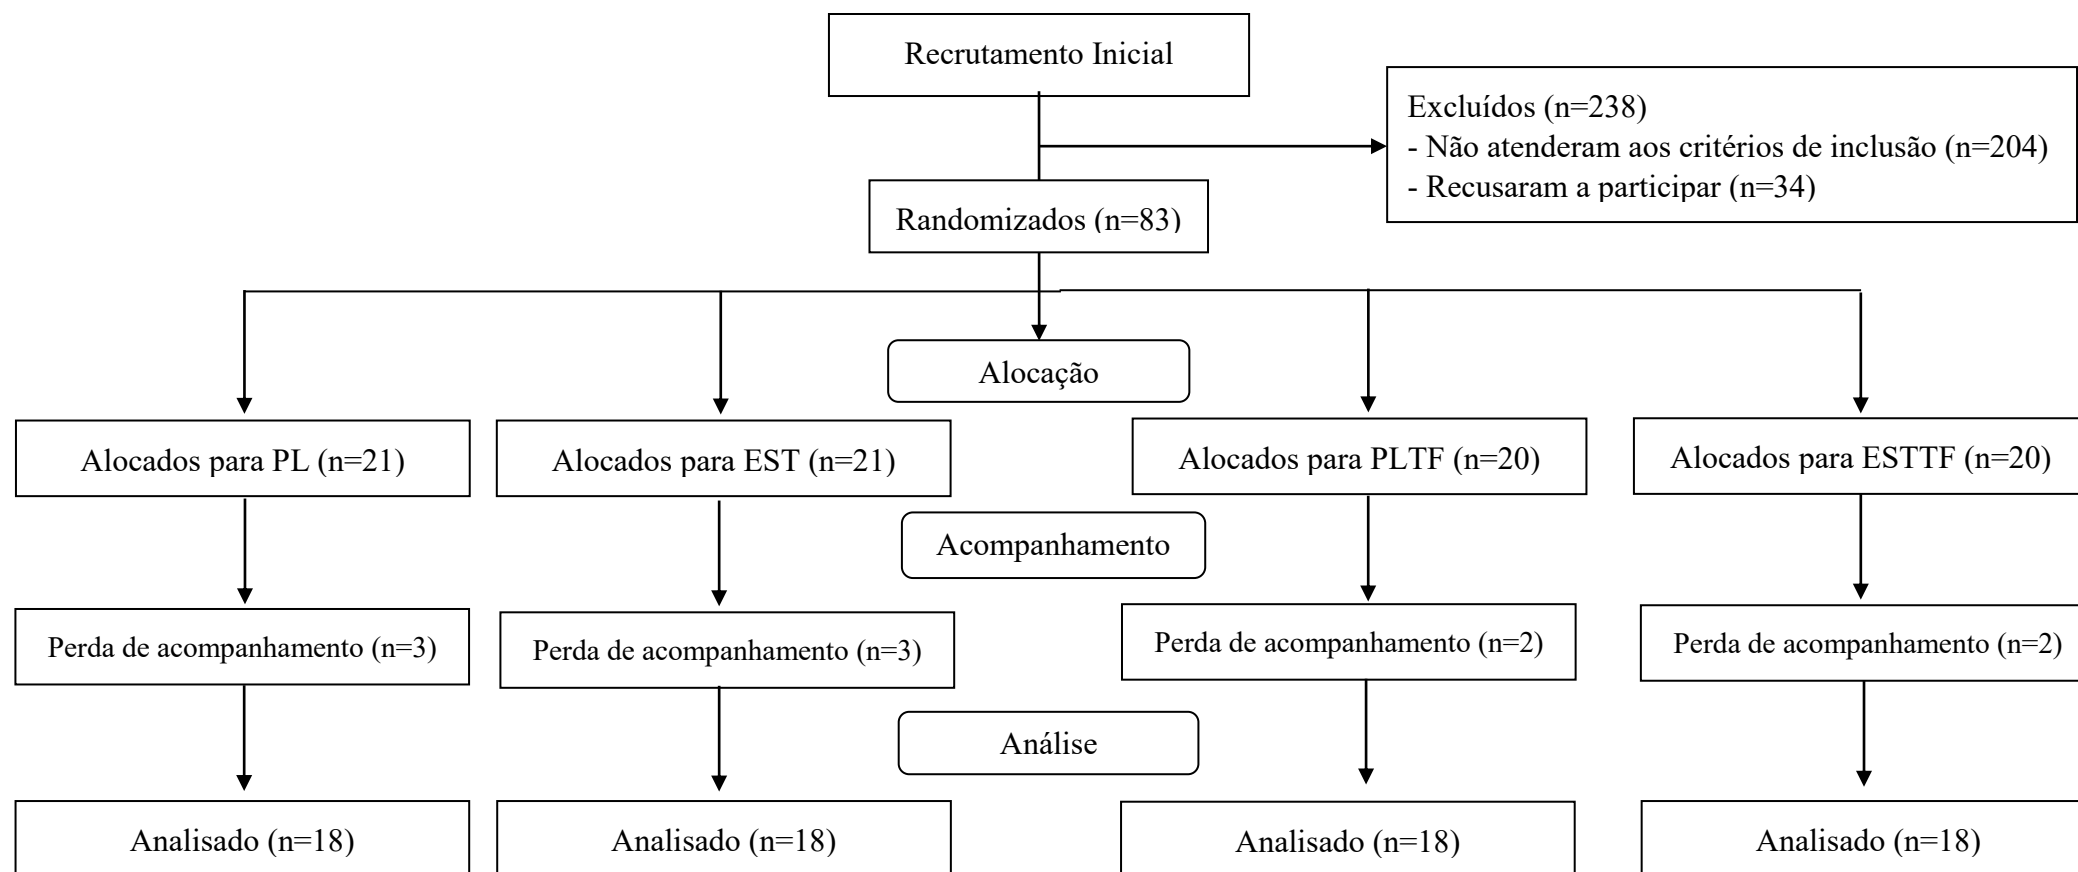 Recrutamento Inicial
Excluídos (n=238)
- Não atenderam aos critérios de inclusão (n=204)
- Recusaram a participar (n=34)
Randomizados (n=83)
Alocação
Alocados para PL (n=21)
Alocados para EST (n=21)
Alocados para PLTF (n=20)
Alocados para ESTTF (n=20)
Acompanhamento
Perda de acompanhamento (n=3)
Perda de acompanhamento (n=3)
Perda de acompanhamento (n=2)
Perda de acompanhamento (n=2)
Análise
Analisado (n=18)
Analisado (n=18)
Analisado (n=18)
Analisado (n=18)